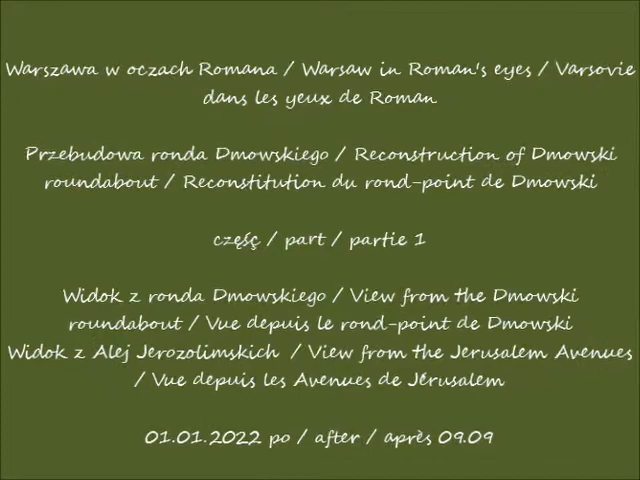 Warszawa w oczach Romana / Warsaw in Roman's eyes / Varsovie
dans les yeux de Roman
Przebudowa ronda Dmowskiego / Reconstruction of Dmowski
roundabout / Reconstitution du rond-point de Dmowski
część / part / partie 1
Widok z ronda Dmowskiego / View from the Dmowski
roundabout / Vue depuis le rond-point de Dmowski
Widok z Alej Jerozolimskich / View from the Jerusalem Avenues
/ Vue depuis les Avenues de Jérusalem
01.01.2022 po / after / après 09.09